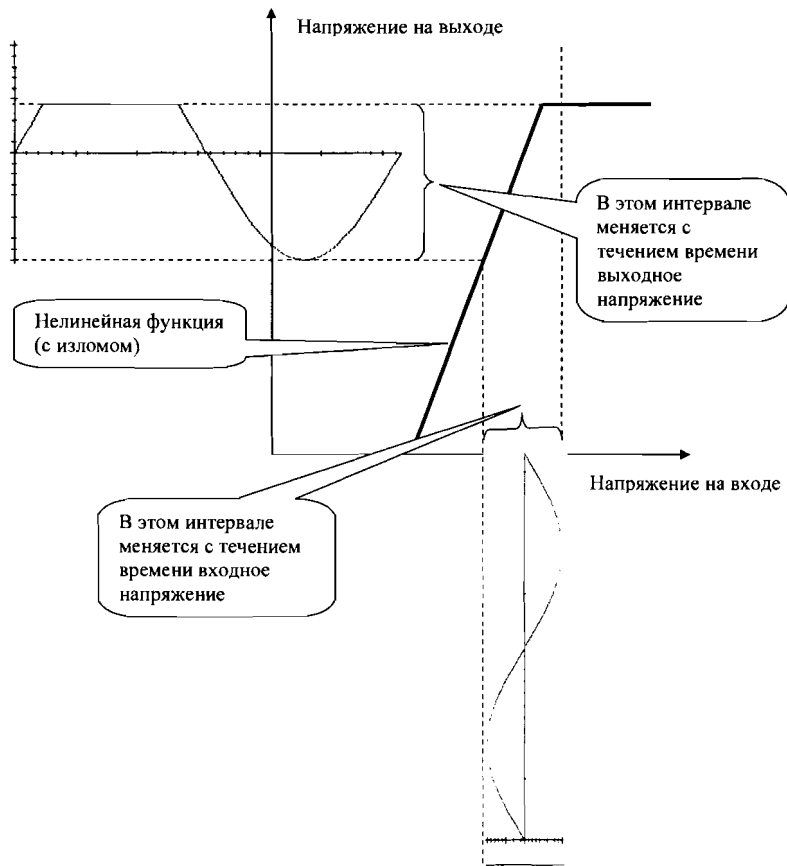 Напряжение на выходе
В этом интервале
меняется с
течением времени
выходное
напряжение
Нелинейная функция
(с изломом)
Напряжение на входе
В этом интервале
меняется с течением
времени входное
напряжение